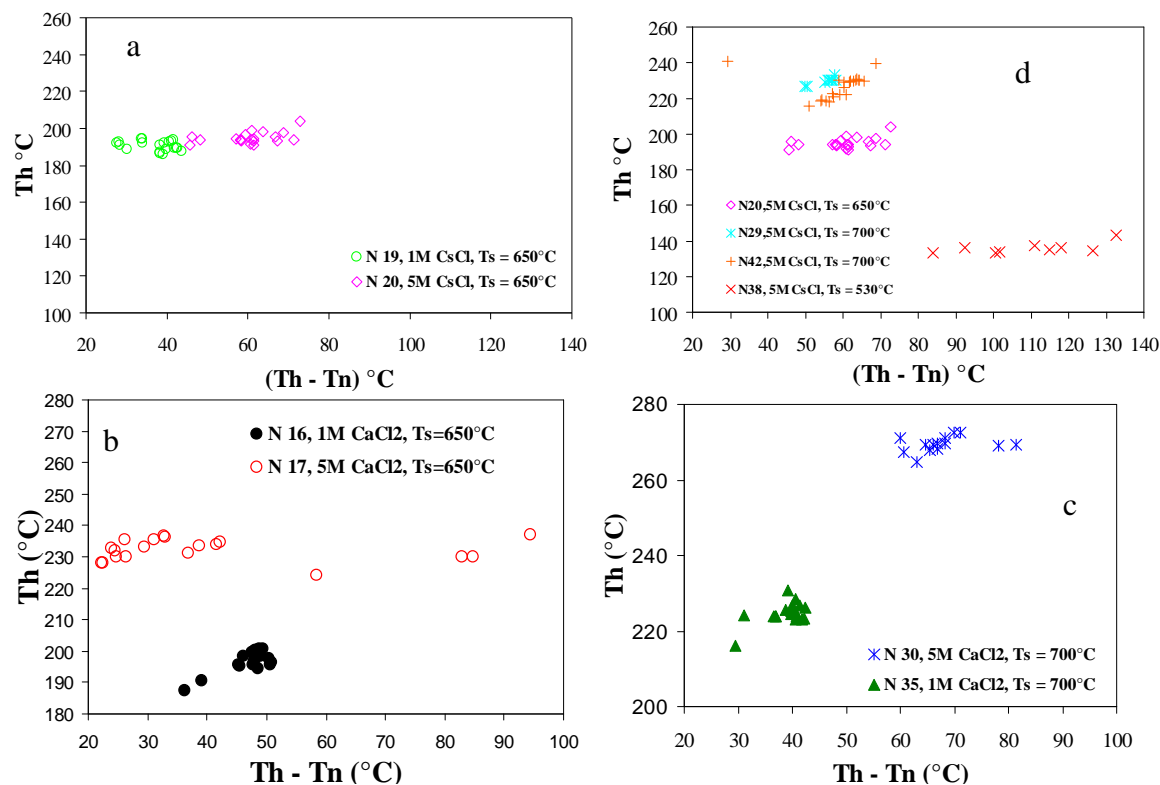 a
260
240
220
200
180
160
140
120
100
Th °C
N 19, 1M CsCl, Ts = 650°C
N 20, 5M CsCl, Ts = 650°C
20 40 60 80 100 120 140
(Th - Tn) °C
d
260
240
220
200
180
160
140
120
100
Th °C
N20,5M CsCl, Ts = 650°C
N29,5M CsCl, Ts = 700°C
N42,5M CsCl, Ts = 700°C
N38, 5M CsCl, Ts = 530°C
20 30 40 50 60 70 80 90 100 110 120 130 140
(Th - Tn) °C
b
280
270
260
250
240
230
220
210
200
190
180
Th (°C)
N 16, 1M CaCl2, Ts=650°C
N 17, 5M CaCl2, Ts=650°C
20 30 40 50 60 70 80 90 100
Th - Tn (°C)
c
280
260
240
220
200
Th (°C)
N 30, 5M CaCl2, Ts = 700°C
N 35, 1M CaCl2, Ts = 700°C
20 30 40 50 60 70 80 90 100
Th - Tn (°C)